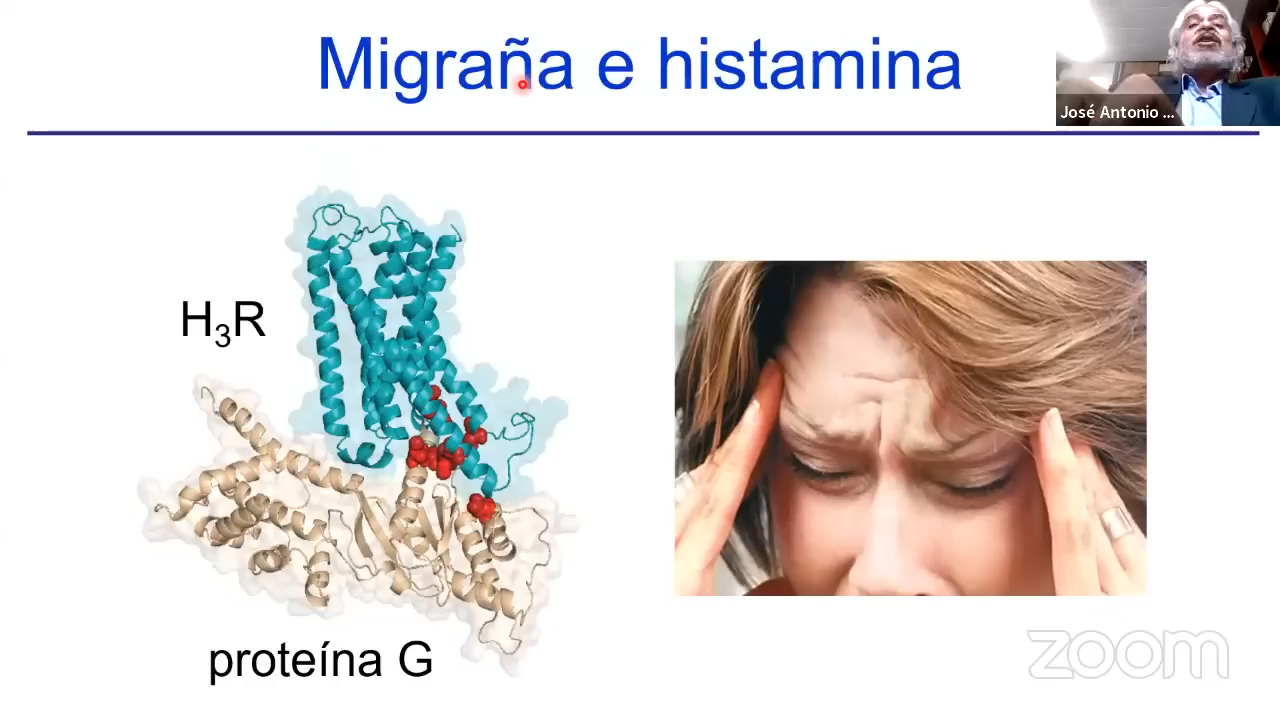 Migraña e histamina
José Antonio ...
H₃R
proteína G
zoom